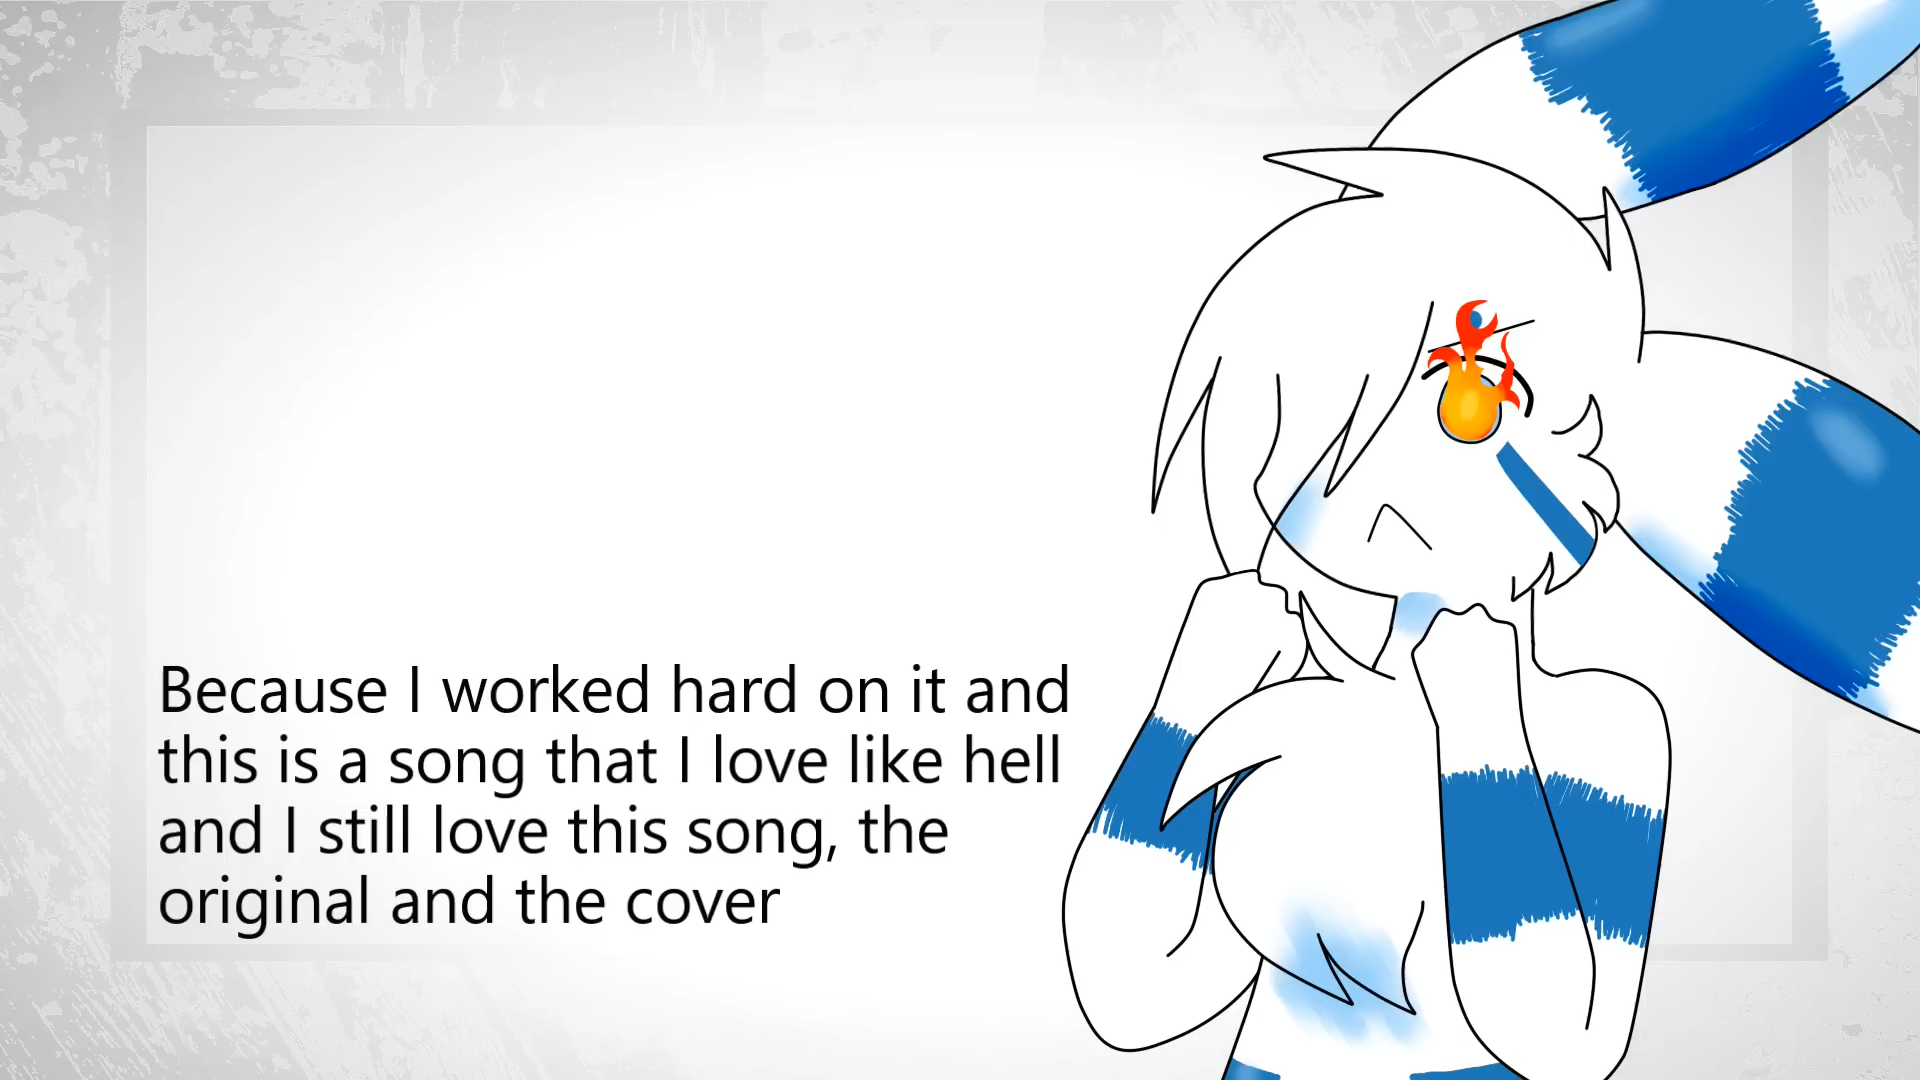 Because I worked hard on it and
this is a song that I love like hell
and I still love this song, the
original and the cover